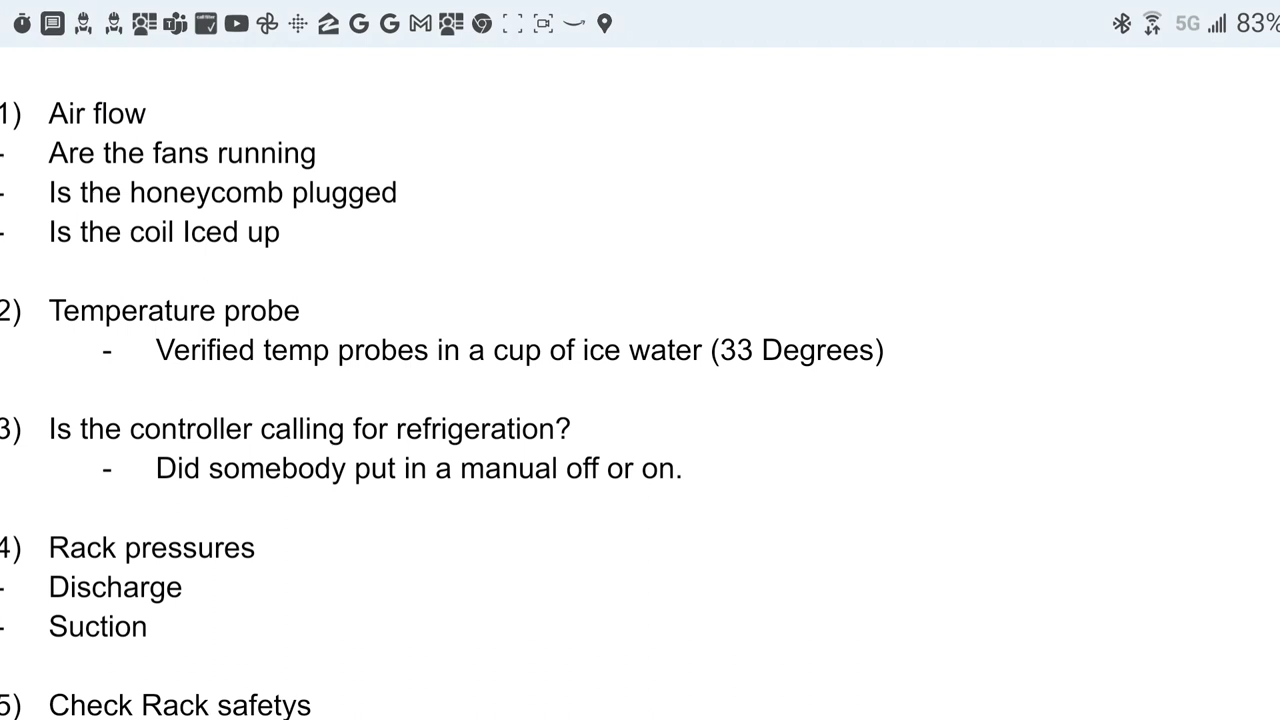 5G 83%
1) Air flow
- Are the fans running
- Is the honeycomb plugged
- Is the coil Iced up
2) Temperature probe
- Verified temp probes in a cup of ice water (33 Degrees)
3) Is the controller calling for refrigeration?
- Did somebody put in a manual off or on.
4) Rack pressures
- Discharge
- Suction
5) Check Rack safetys